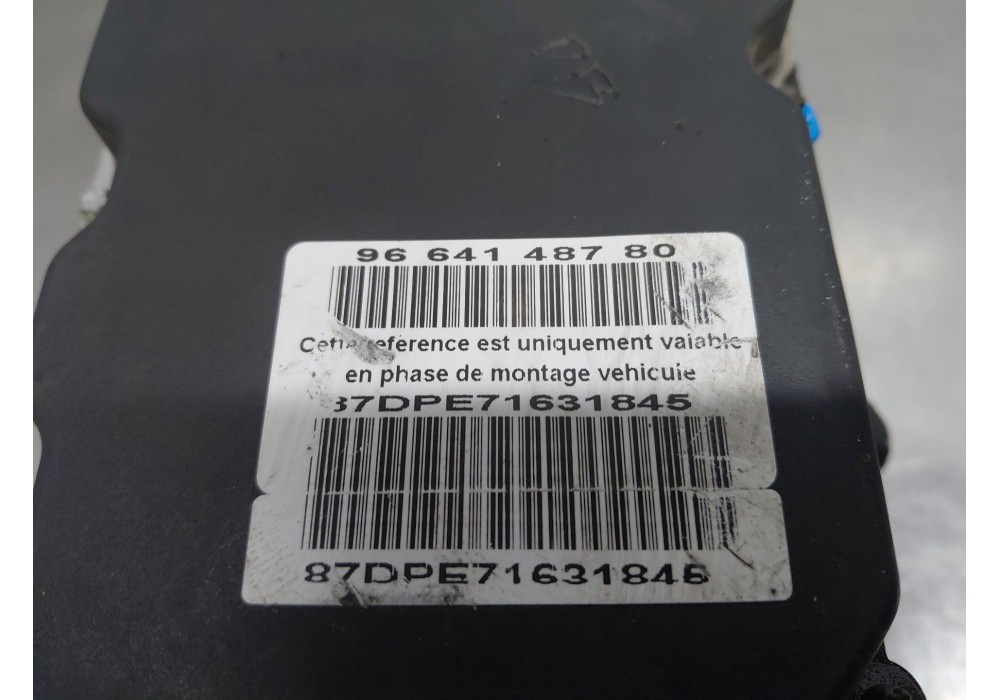 96 641 487 80
Cette reference est uniquement valable
en phase de montage vehicule
87DPE71631845
87DPE71631845